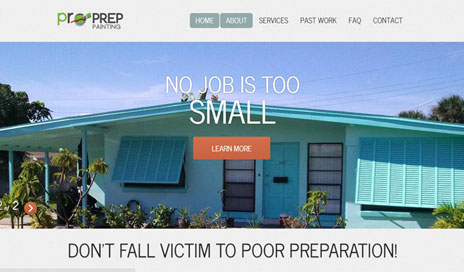 prO PREP
PAINTING
HOME ABOUT SERVICES PAST WORK FAQ CONTACT
NO JOB IS TOO
SMALL
LEARN MORE
2
DON'T FALL VICTIM TO POOR PREPARATION!